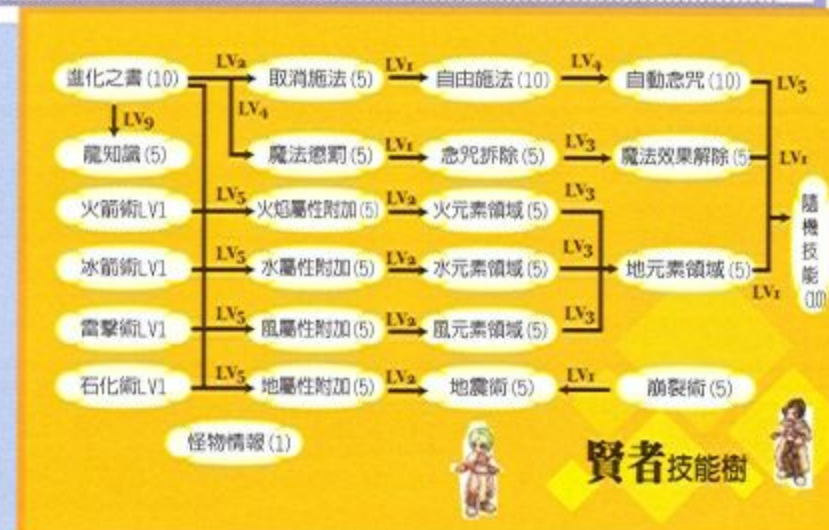 進化之書(10) LV2 取消施法(5) LV1 自由施法(10) LV4 自動念咒(10) LV5
LV9 LV4
龍知識(5) 魔法懲罰(5) LV1 念咒拆除(5) LV3 魔法效果解除(5 LV1
火箭術LV1 LV5 火焰屬性附加(5) LV2 火元素領域(5) LV3
冰箭術LV1 LV5 水屬性附加(5) LV2 水元素領域(5) LV3 地元素領域(5) LV1
隨機技能(10)
雷擊術LV1 LV5 風屬性附加(5) LV2 風元素領域(5) LV3
石化術LV1 LV5 地屬性附加(5) LV2 地震術(5) LV1 崩裂術(5)
怪物情報(1)
賢者技能樹